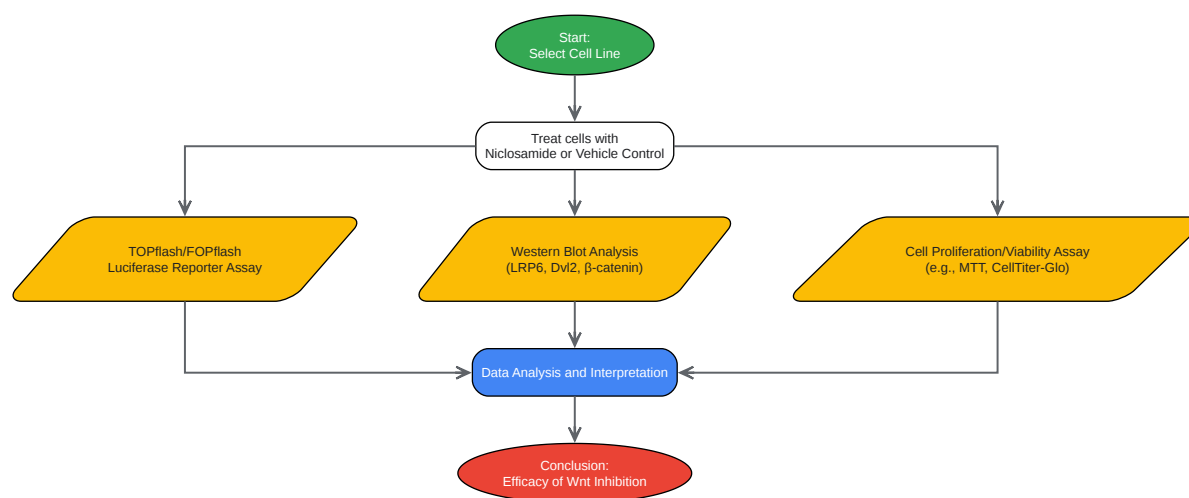 Start:
Select Cell Line
Treat cells with
Niclosamide or Vehicle Control
TOPflash/FOPflash
Luciferase Reporter Assay
Western Blot Analysis
(LRP6, Dvl2, β-catenin)
Cell Proliferation/Viability Assay
(e.g., MTT, CellTiter-Glo)
Data Analysis and Interpretation
Conclusion:
Efficacy of Wnt Inhibition